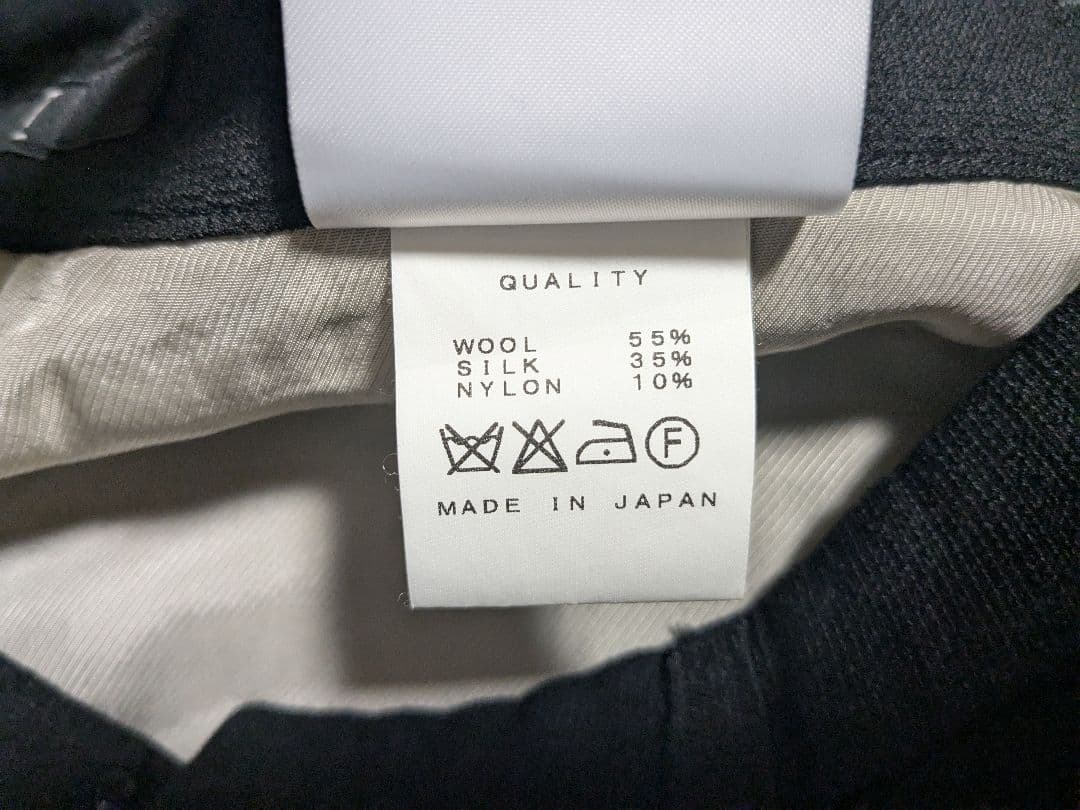 QUALITY
WOOL 55%
SILK 35%
NYLON 10%
F
MADE IN JAPAN